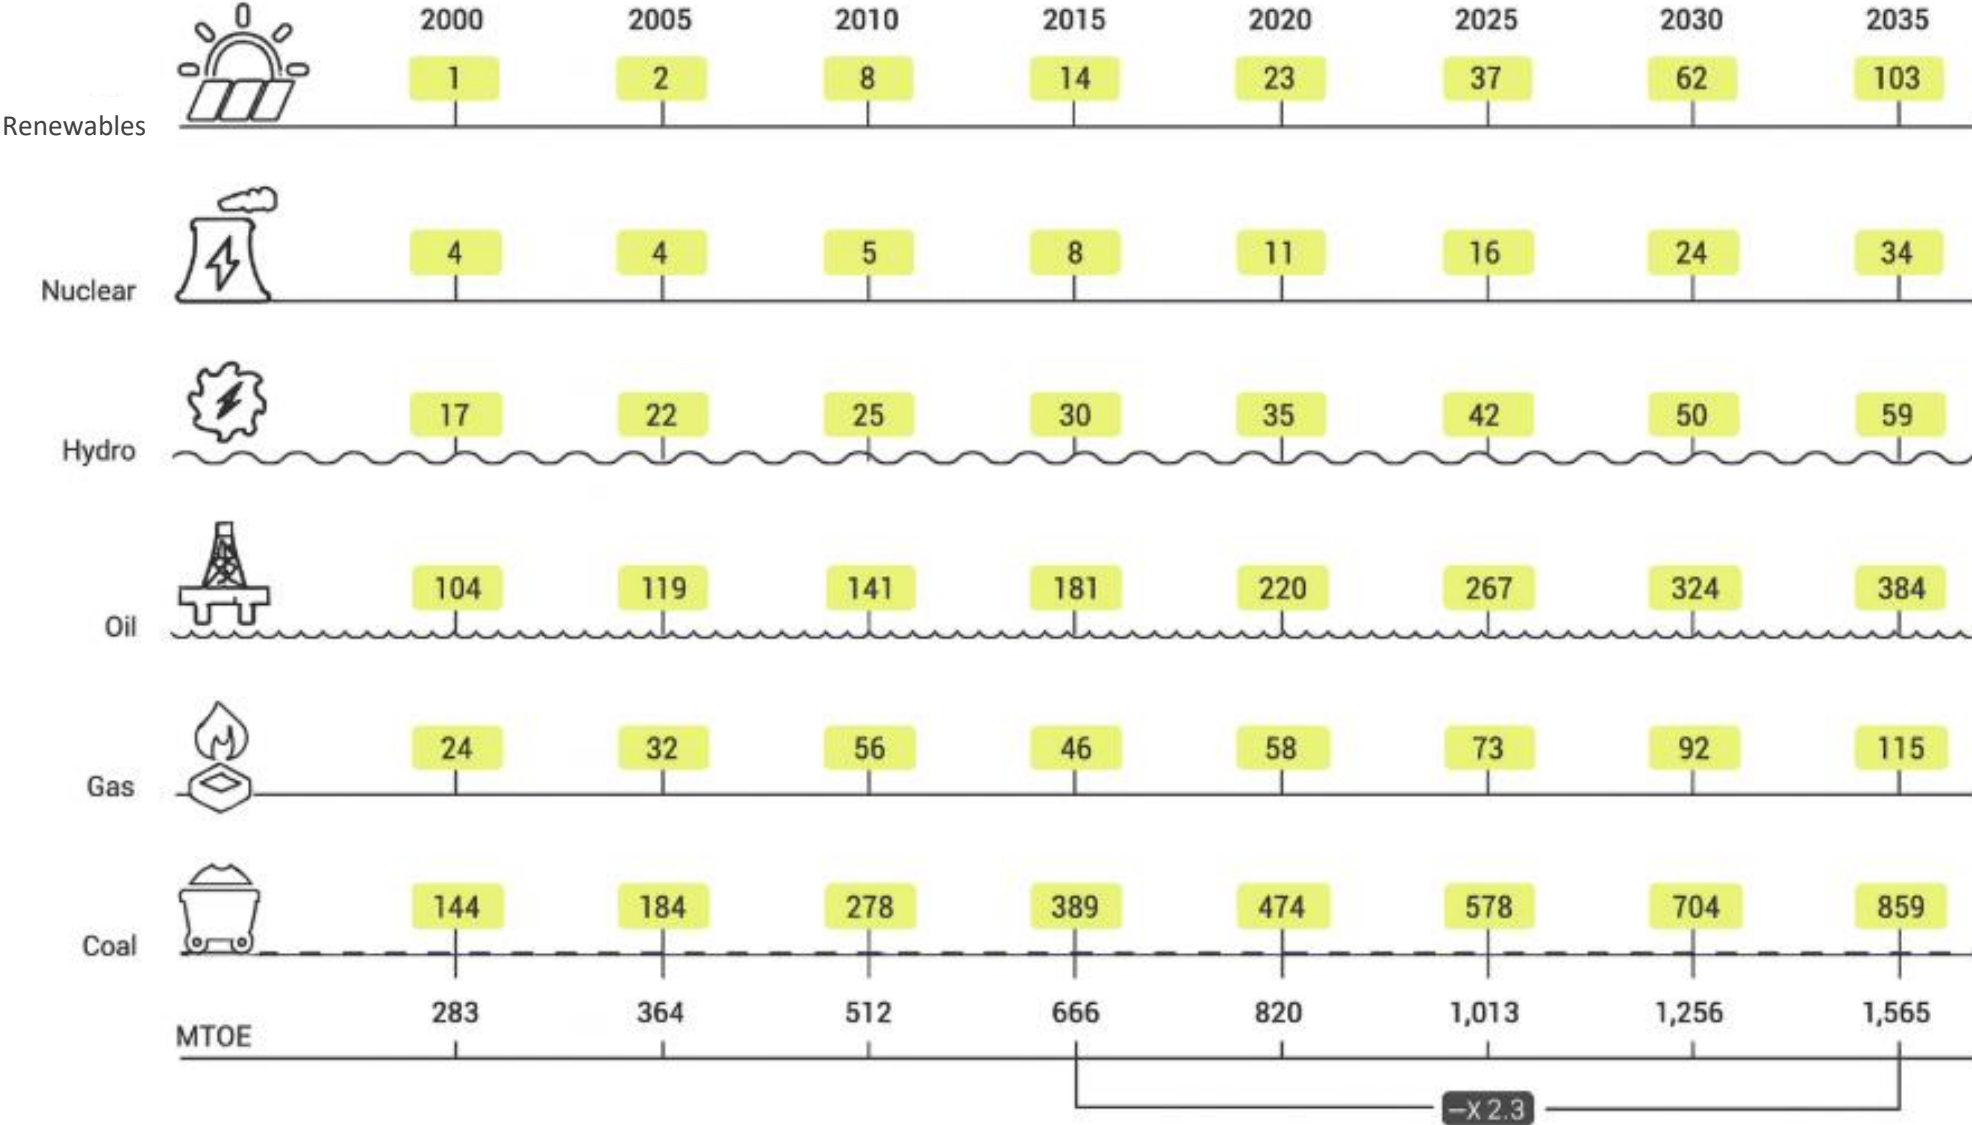 2000 2005 2010 2015 2020 2025 2030 2035
1 2 8 14 23 37 62 103
Renewables
4 4 5 8 11 16 24 34
Nuclear
17 22 25 30 35 42 50 59
Hydro
104 119 141 181 220 267 324 384
Oil
24 32 56 46 58 73 92 115
Gas
144 184 278 389 474 578 704 859
Coal
283 364 512 666 820 1,013 1,256 1,565
MTOE
–X 2.3